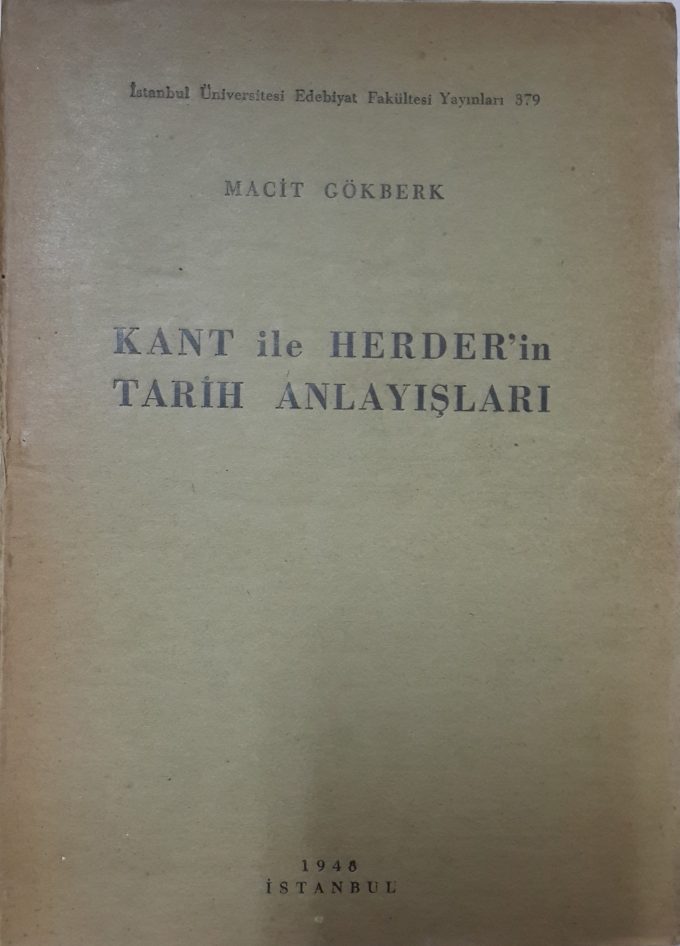 İstanbul Üniversitesi Edebiyat Fakültesi Yayınları 379
MACİT GÖKBERK
KANT ile HERDER'in
TARİH ANLAYIŞLARI
1948
İSTANBUL